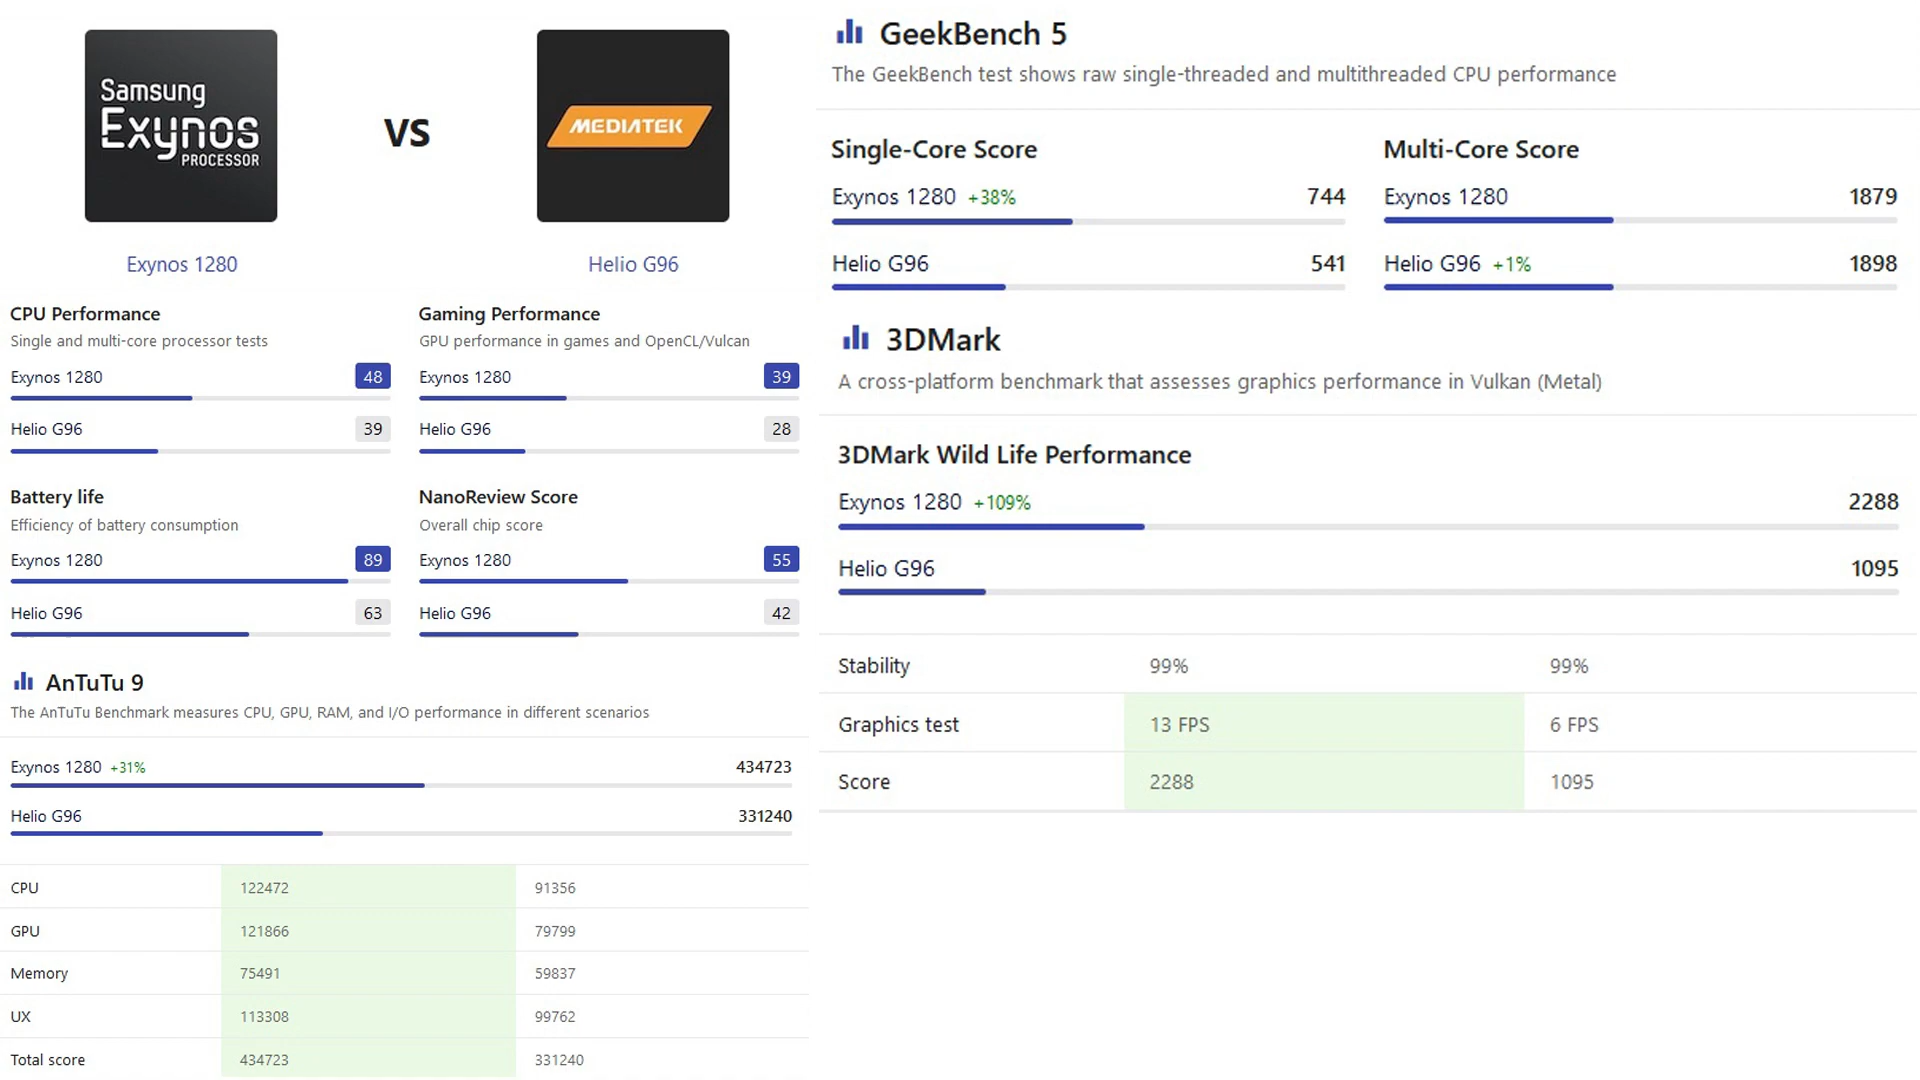 Samsung
Exynos
PROCESSOR
VS
MEDIATEK
Exynos 1280
Helio G96
CPU Performance
Single and multi-core processor tests
Exynos 1280 48
Helio G96 39
Gaming Performance
GPU performance in games and OpenCL/Vulcan
Exynos 1280 39
Helio G96 28
Battery life
Efficiency of battery consumption
Exynos 1280 89
Helio G96 63
NanoReview Score
Overall chip score
Exynos 1280 55
Helio G96 42
AnTuTu 9
The AnTuTu Benchmark measures CPU, GPU, RAM, and I/O performance in different scenarios
Exynos 1280 +31% 434723
Helio G96 331240
CPU 122472 91356
GPU 121866 79799
Memory 75491 59837
UX 113308 99762
Total score 434723 331240
GeekBench 5
The GeekBench test shows raw single-threaded and multithreaded CPU performance
Single-Core Score
Exynos 1280 +38% 744
Helio G96 541
Multi-Core Score
Exynos 1280 1879
Helio G96 +1% 1898
3DMark
A cross-platform benchmark that assesses graphics performance in Vulkan (Metal)
3DMark Wild Life Performance
Exynos 1280 +109% 2288
Helio G96 1095
Stability 99% 99%
Graphics test 13 FPS 6 FPS
Score 2288 1095